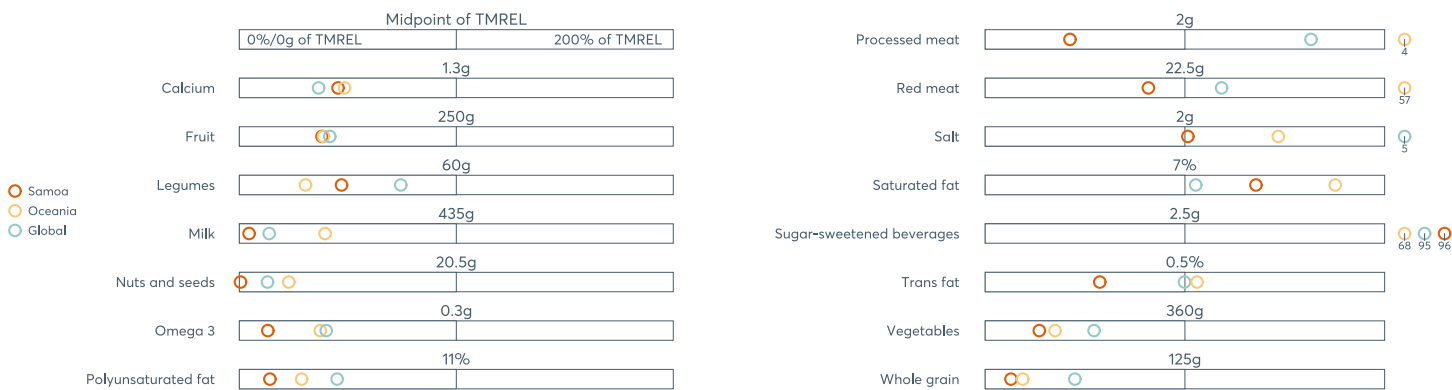 Midpoint of TMREL
0%/0g of TMREL
200% of TMREL
1.3g
Calcium
250g
Fruit
60g
Legumes
435g
Milk
20.5g
Nuts and seeds
0.3g
Omega 3
11%
Polyunsaturated fat
Samoa
Oceania
Global
2g
Processed meat
4
22.5g
Red meat
57
2g
Salt
5
7%
Saturated fat
2.5g
Sugar-sweetened beverages
68 95 96
0.5%
Trans fat
360g
Vegetables
125g
Whole grain